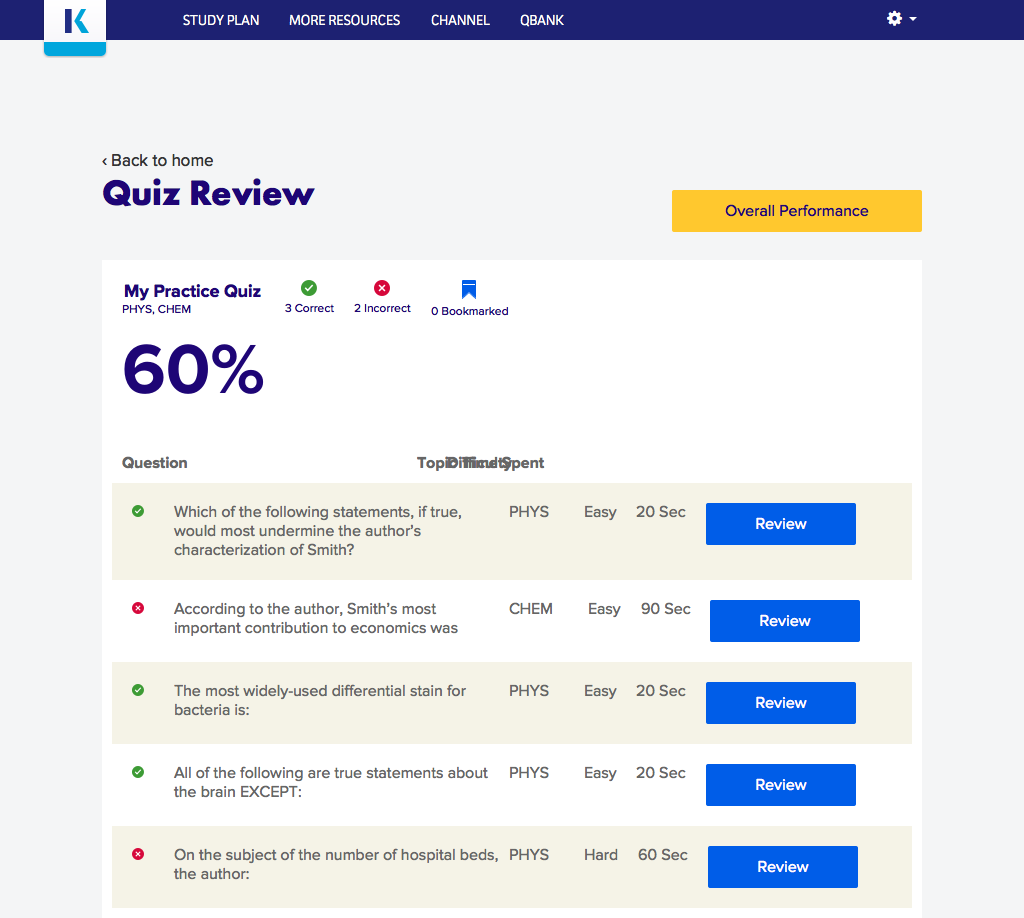 K
STUDY PLAN MORE RESOURCES CHANNEL QBANK
‹ Back to home
Quiz Review
Overall Performance
My Practice Quiz
PHYS, CHEM
3 Correct
2 Incorrect
0 Bookmarked
60%
Question Topic Difficulty Time Spent
Which of the following statements, if true,
would most undermine the author's
characterization of Smith?
PHYS Easy 20 Sec Review
According to the author, Smith's most
important contribution to economics was
CHEM Easy 90 Sec Review
The most widely-used differential stain for
bacteria is:
PHYS Easy 20 Sec Review
All of the following are true statements about
the brain EXCEPT:
PHYS Easy 20 Sec Review
On the subject of the number of hospital beds,
the author:
PHYS Hard 60 Sec Review